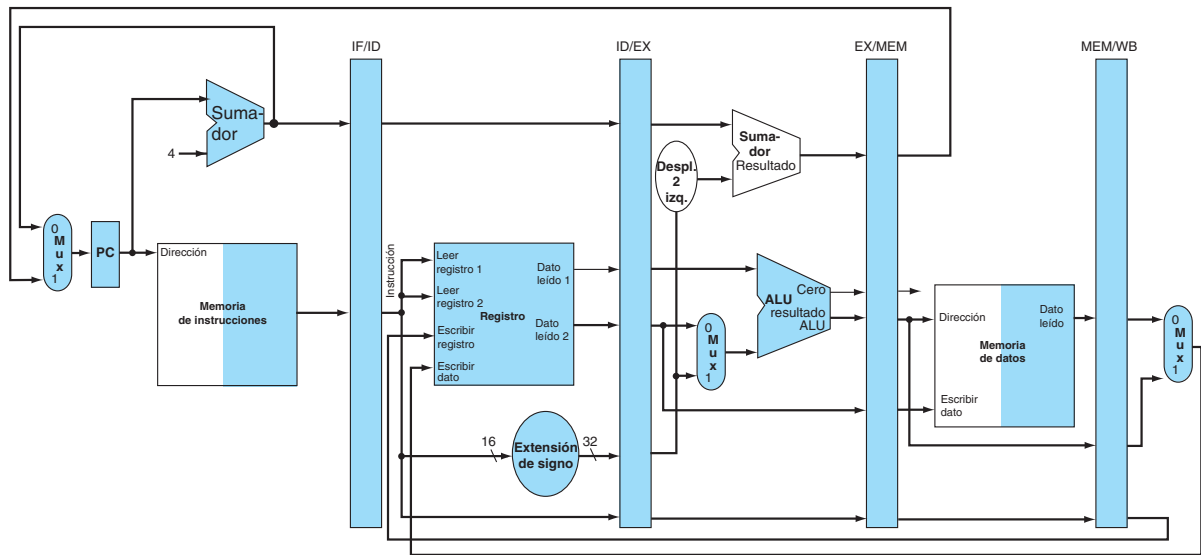 IF/ID
ID/EX
EX/MEM
MEM/WB
Suma-
dor
4
Suma-
dor
Resultado
Despl.
2
izq.
0
M
u
x
1
PC
Dirección
Memoria
de instrucciones
Instrucción
Leer
registro 1
Leer
registro 2
Escribir
registro
Escribir
dato
Registro
Dato
leído 1
Dato
leído 2
0
M
u
x
1
Cero
ALU
resultado
ALU
Dirección
Memoria
de datos
Dato
leído
Escribir
dato
0
M
u
x
1
16
Extensión
de signo
32